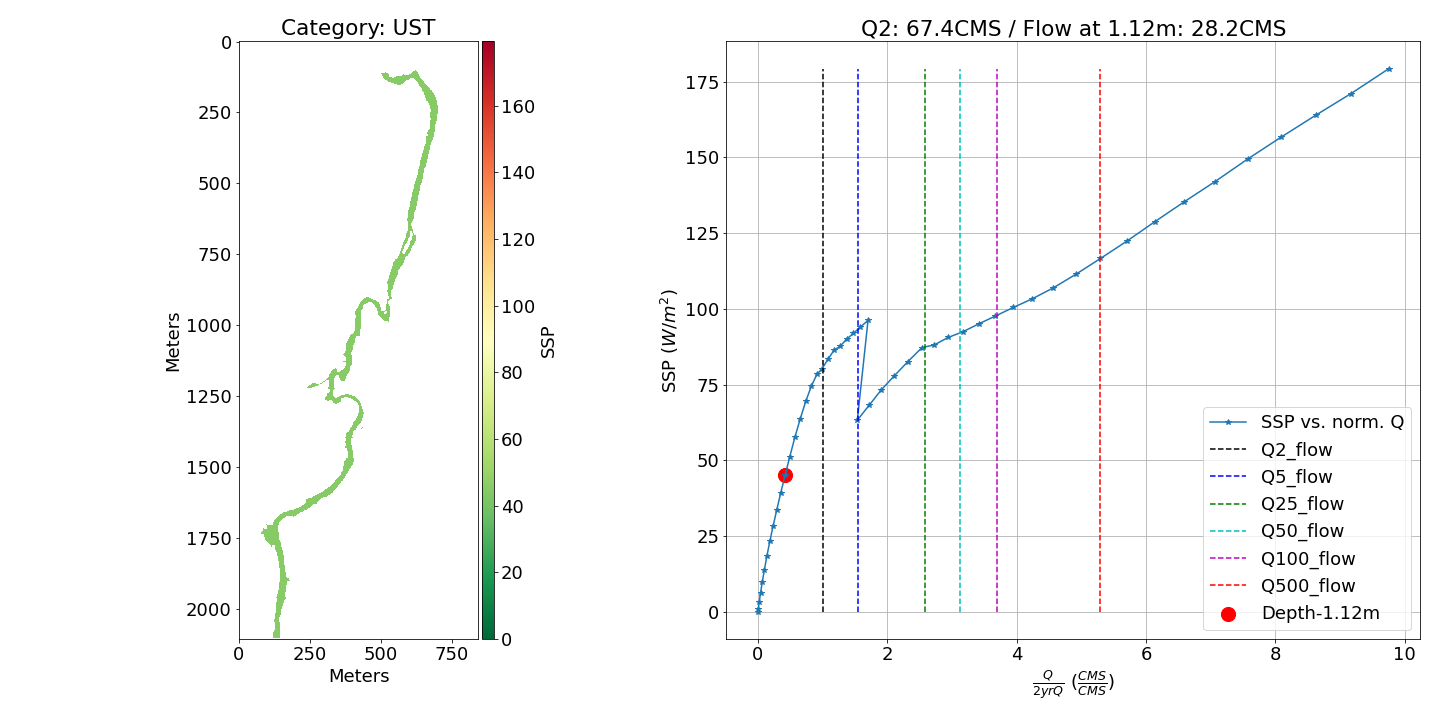 Category: UST
0
250
500
750
1000
1250
1500
1750
2000
Meters
0
250
500
750
Meters
160
140
120
100
80
60
40
20
0
SSP
Q2: 67.4CMS / Flow at 1.12m: 28.2CMS
175
150
125
100
75
50
25
0
SSP (W/m²)
0
2
4
6
8
10
Q/2yrQ (CMS/CMS)
SSP vs. norm. Q
Q2_flow
Q5_flow
Q25_flow
Q50_flow
Q100_flow
Q500_flow
Depth-1.12m